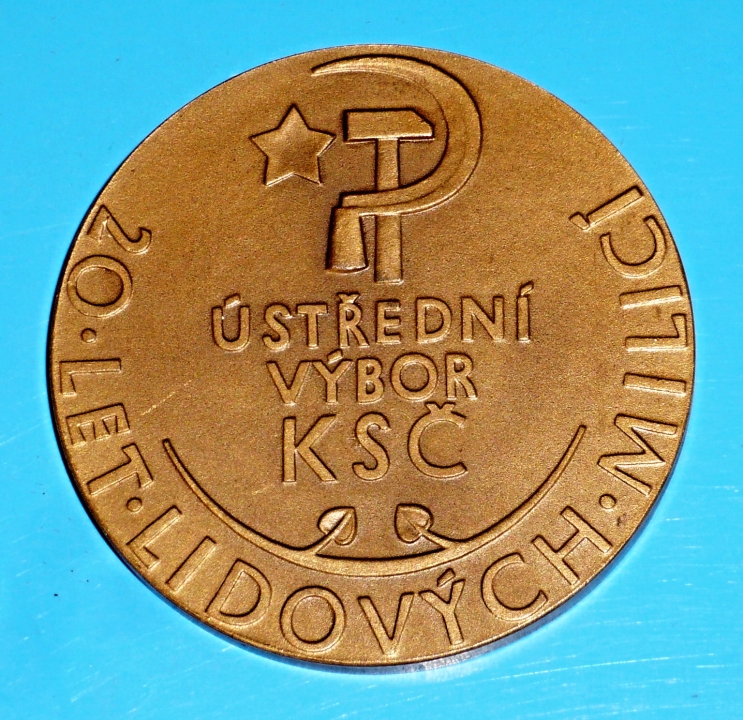 ÚSTŘEDNÍ
VÝBOR
KSČ
20 · LET · LIDOVÝCH · MILICÍ